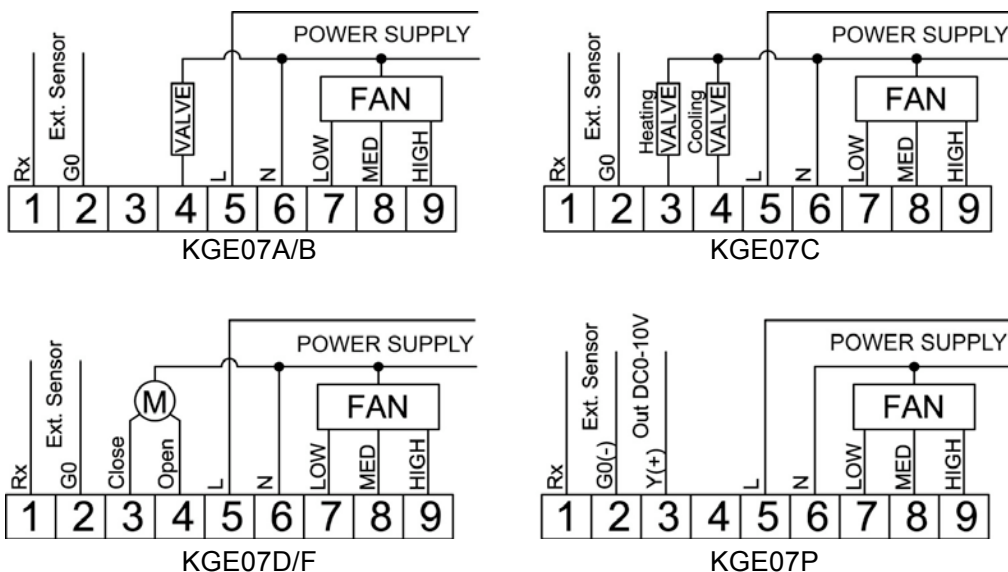 POWER SUPPLY
Ext. Sensor
Rx
G0
VALVE
L
N
FAN
LOW
MED
HIGH
1 2 3 4 5 6 7 8 9
KGE07A/B
POWER SUPPLY
Ext. Sensor
Rx
G0
Heating
VALVE
Cooling
VALVE
L
N
FAN
LOW
MED
HIGH
1 2 3 4 5 6 7 8 9
KGE07C
POWER SUPPLY
Ext. Sensor
Rx
G0
M
Close
Open
L
N
FAN
LOW
MED
HIGH
1 2 3 4 5 6 7 8 9
KGE07D/F
POWER SUPPLY
Ext. Sensor
Out DC0-10V
Rx
G0(-)
Y(+)
L
N
FAN
LOW
MED
HIGH
1 2 3 4 5 6 7 8 9
KGE07P